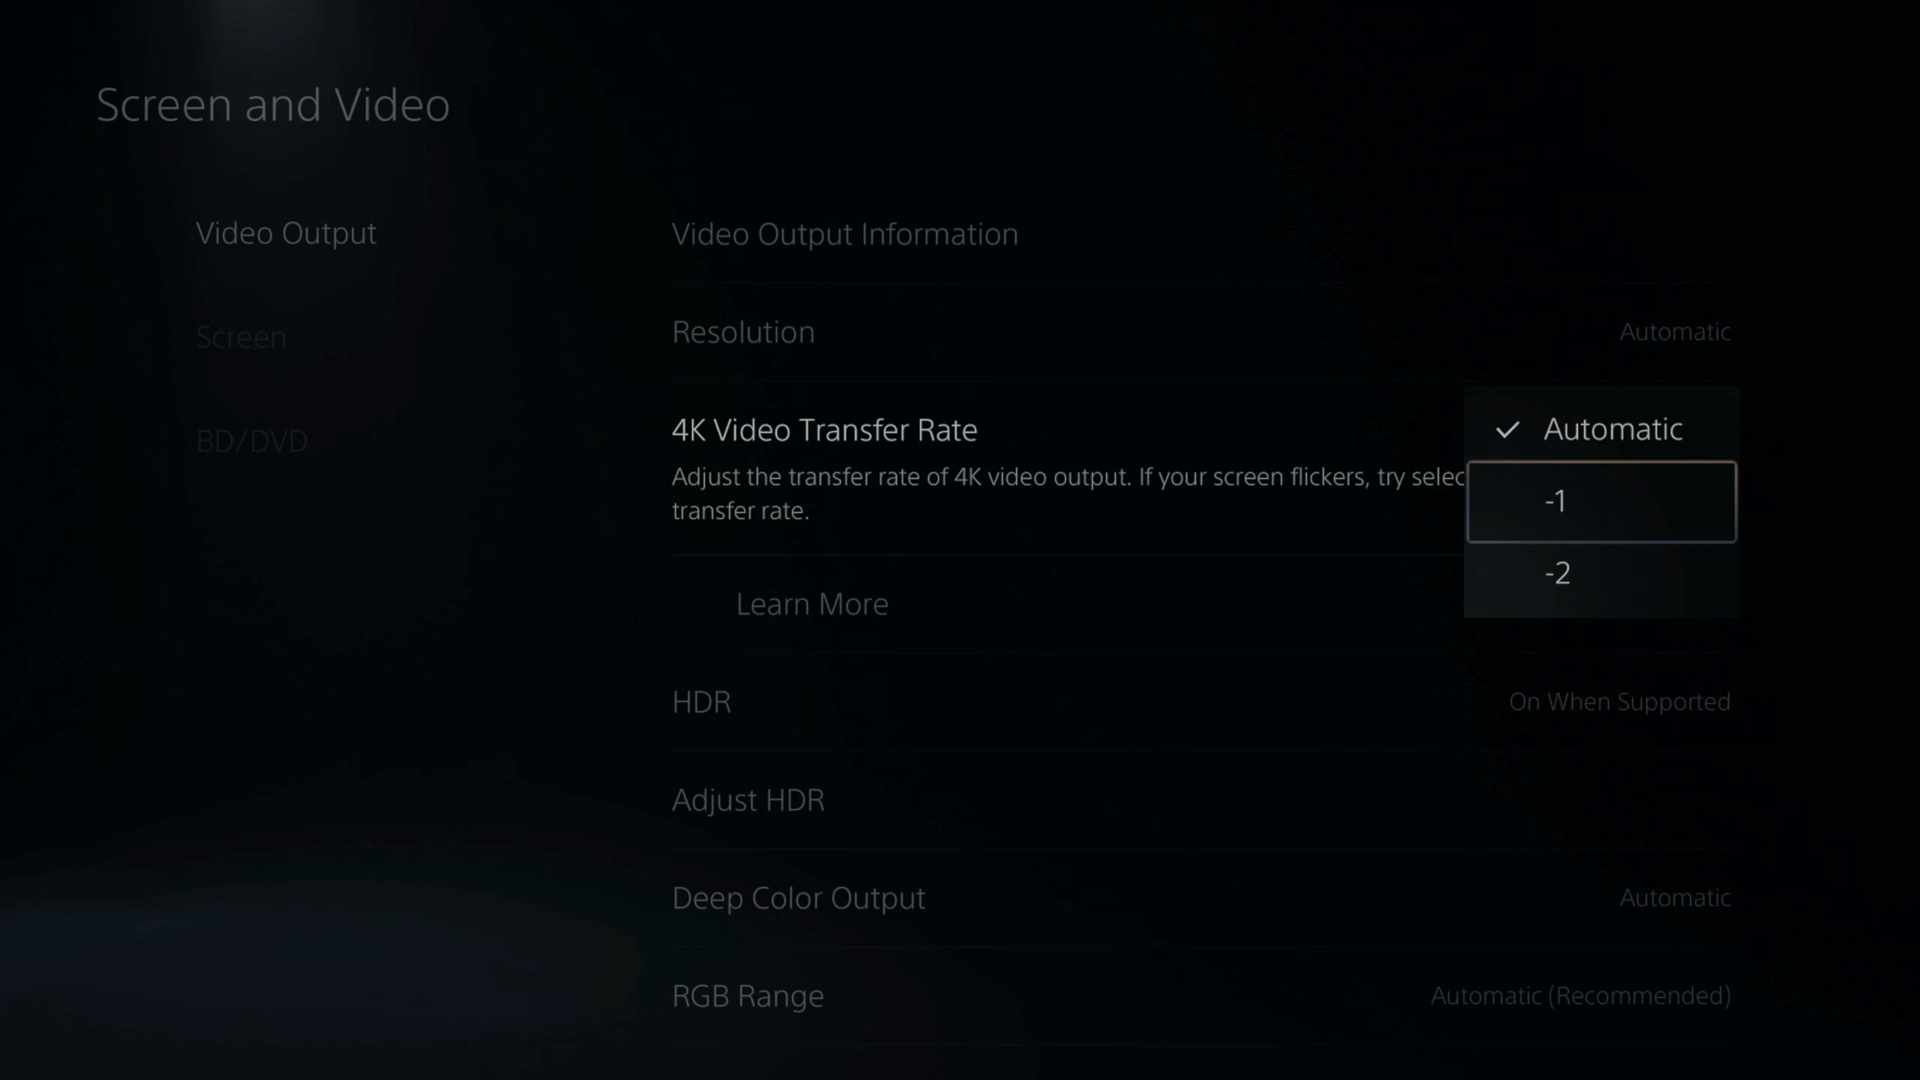 Screen and Video
Video Output
Screen
BD/DVD
Video Output Information
Resolution
Automatic
4K Video Transfer Rate
Adjust the transfer rate of 4K video output. If your screen flickers, try selec
transfer rate.
Automatic
-1
-2
Learn More
HDR
On When Supported
Adjust HDR
Deep Color Output
Automatic
RGB Range
Automatic (Recommended)